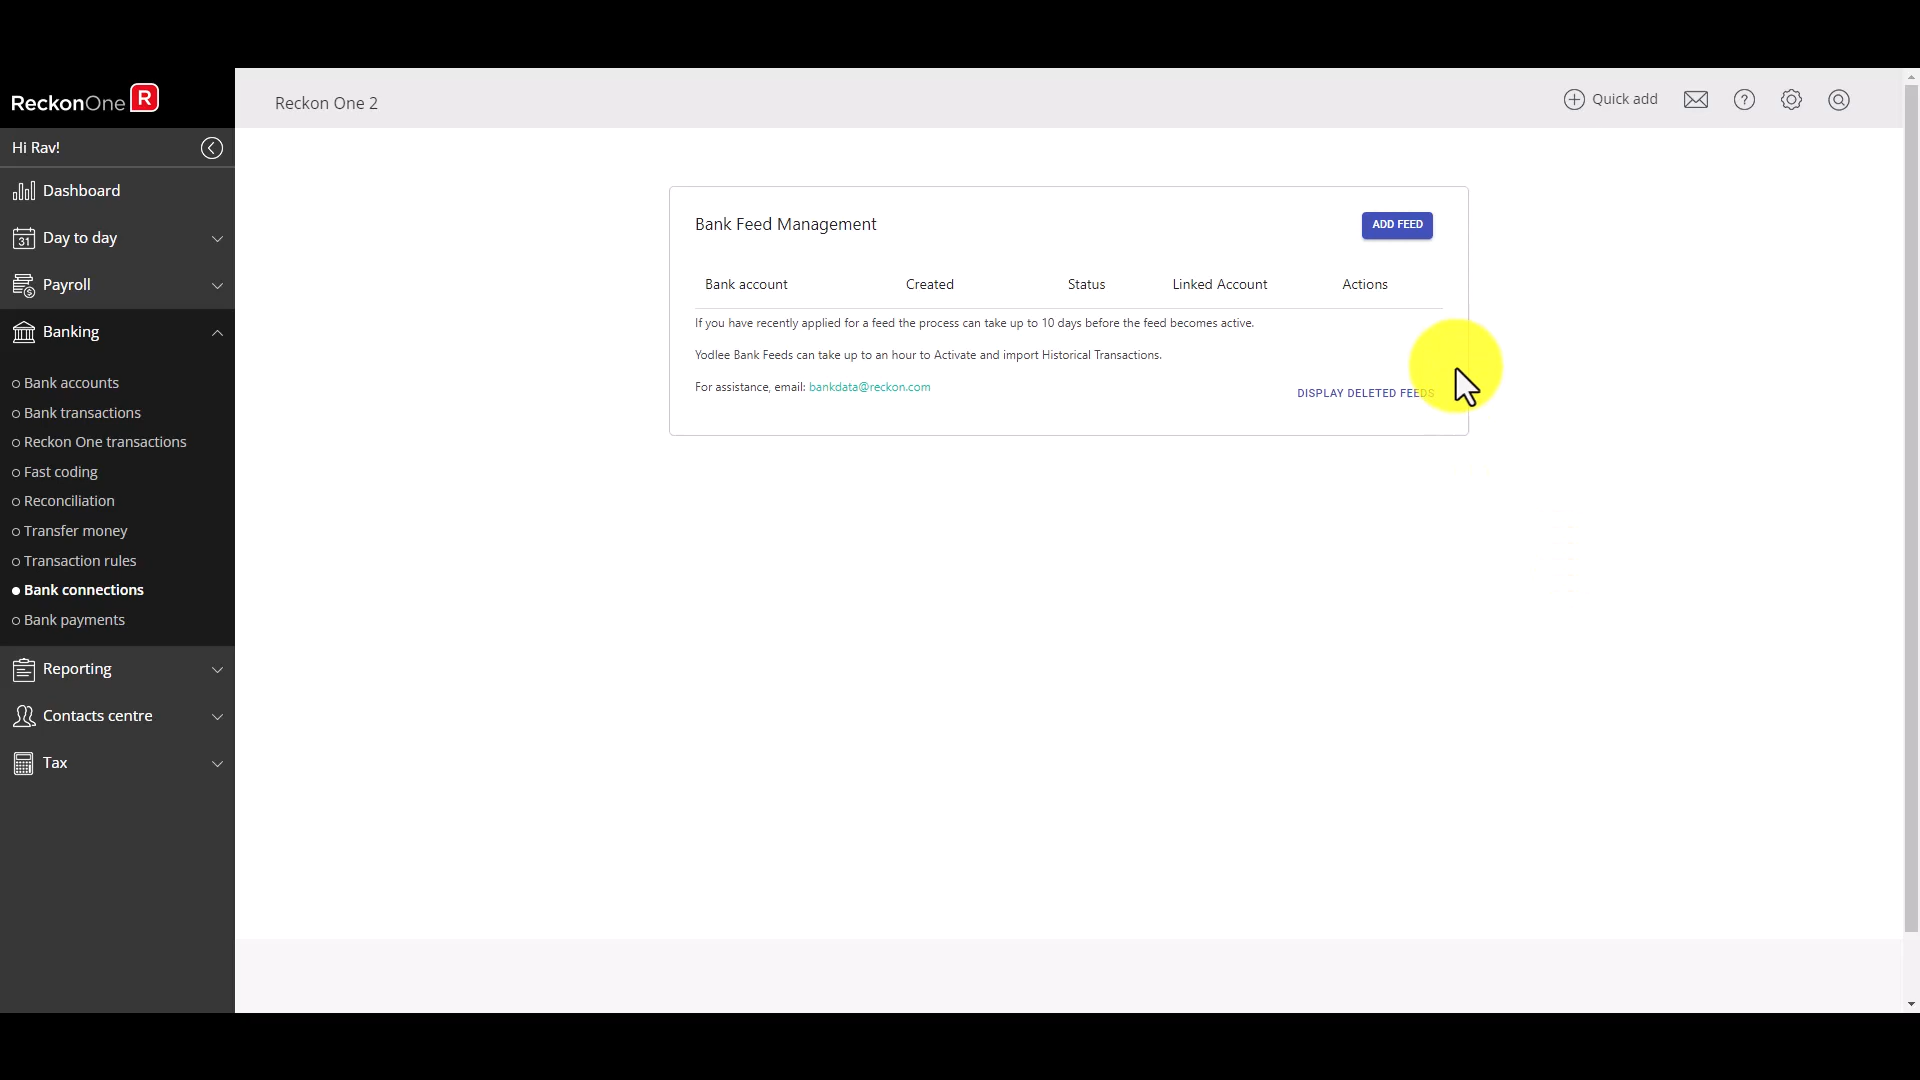 ReckonOne R
Reckon One 2
Quick add
?
Hi Rav!
Dashboard
31 Day to day
$ Payroll
Banking
Bank accounts
Bank transactions
Reckon One transactions
Fast coding
Reconciliation
Transfer money
Transaction rules
Bank connections
Bank payments
Reporting
Contacts centre
Tax
Bank Feed Management
ADD FEED
Bank account Created Status Linked Account Actions
If you have recently applied for a feed the process can take up to 10 days before the feed becomes active.
Yodlee Bank Feeds can take up to an hour to Activate and import Historical Transactions.
For assistance, email: bankdata@reckon.com
DISPLAY DELETED FEEDS